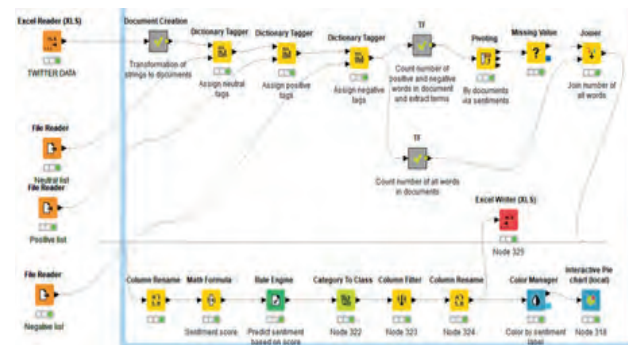 Excel Reader (XLS)
TWITTER DATA
Document Creation
Transformation of
strings to documents
Dictionary Tagger
Assign neutral
tags
Dictionary Tagger
Assign positive
tags
Dictionary Tagger
Assign negative
tags
TF
Count number of
positive and negative
words in document
and extract terms
Pivoting
By documents
via sentiments
Missing Value
Joiner
Join number of
all words
File Reader
Neutral list
TF
Count number of all words
in documents
File Reader
Positive list
Excel Writer (XLS)
Node 325
File Reader
Negative list
Column Rename
Math Formula
Sentiment score
Rule Engine
Predict sentiment
based on score
Category To Class
Node 322
Column Filter
Node 323
Column Rename
Node 324
Color Manager
Color by sentiment
label
Interactive Pie
chart (local)
Node 318